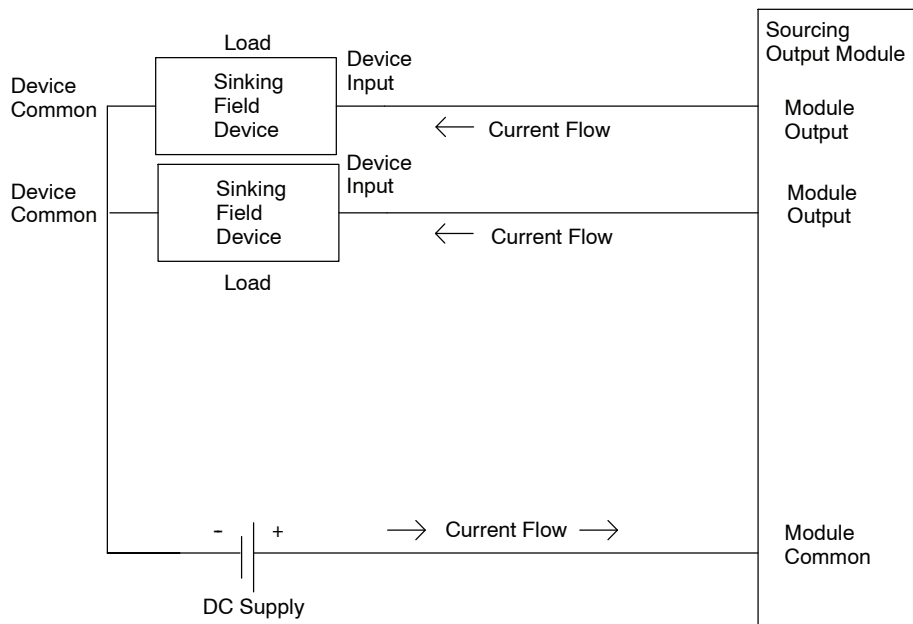 Sourcing
Output Module
Load
Device
Input
Device
Common
Sinking
Field
Device
Module
Output
Current Flow
Device
Input
Device
Common
Sinking
Field
Device
Module
Output
Current Flow
Load
- +
Current Flow
Module
Common
DC Supply